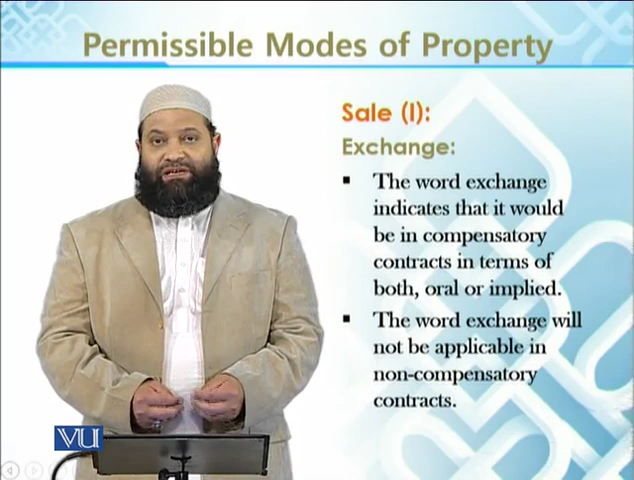 Permissible Modes of Property
Sale (I):
Exchange:
▪ The word exchange
indicates that it would
be in compensatory
contracts in terms of
both, oral or implied.
▪ The word exchange will
not be applicable in
non-compensatory
contracts.
VU